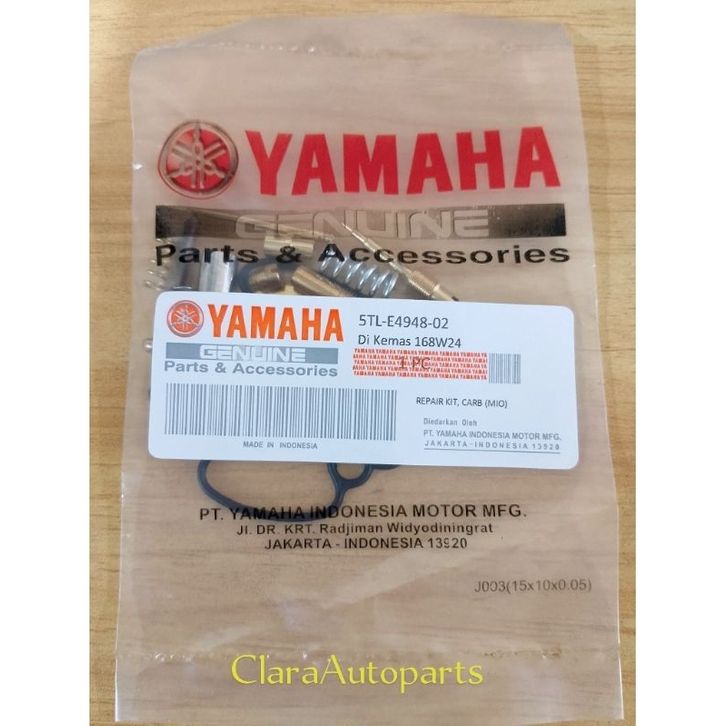 YAMAHA
GENUINE
Parts & Accessories
YAMAHA
GENUINE
Parts & Accessories
MADE IN INDONESIA
5TL-E4948-02
Di Kemas 168W24
1 PC
REPAIR KIT, CARB (MIO)
Diedarkan Oleh
PT. YAMAHA INDONESIA MOTOR MFG.
JAKARTA - INDONESIA 13920
PT. YAMAHA INDONESIA MOTOR MFG.
Jl. DR. KRT. Radjiman Widyodiningrat
JAKARTA - INDONESIA 13920
J003(15x10x0.05)
ClaraAutoparts